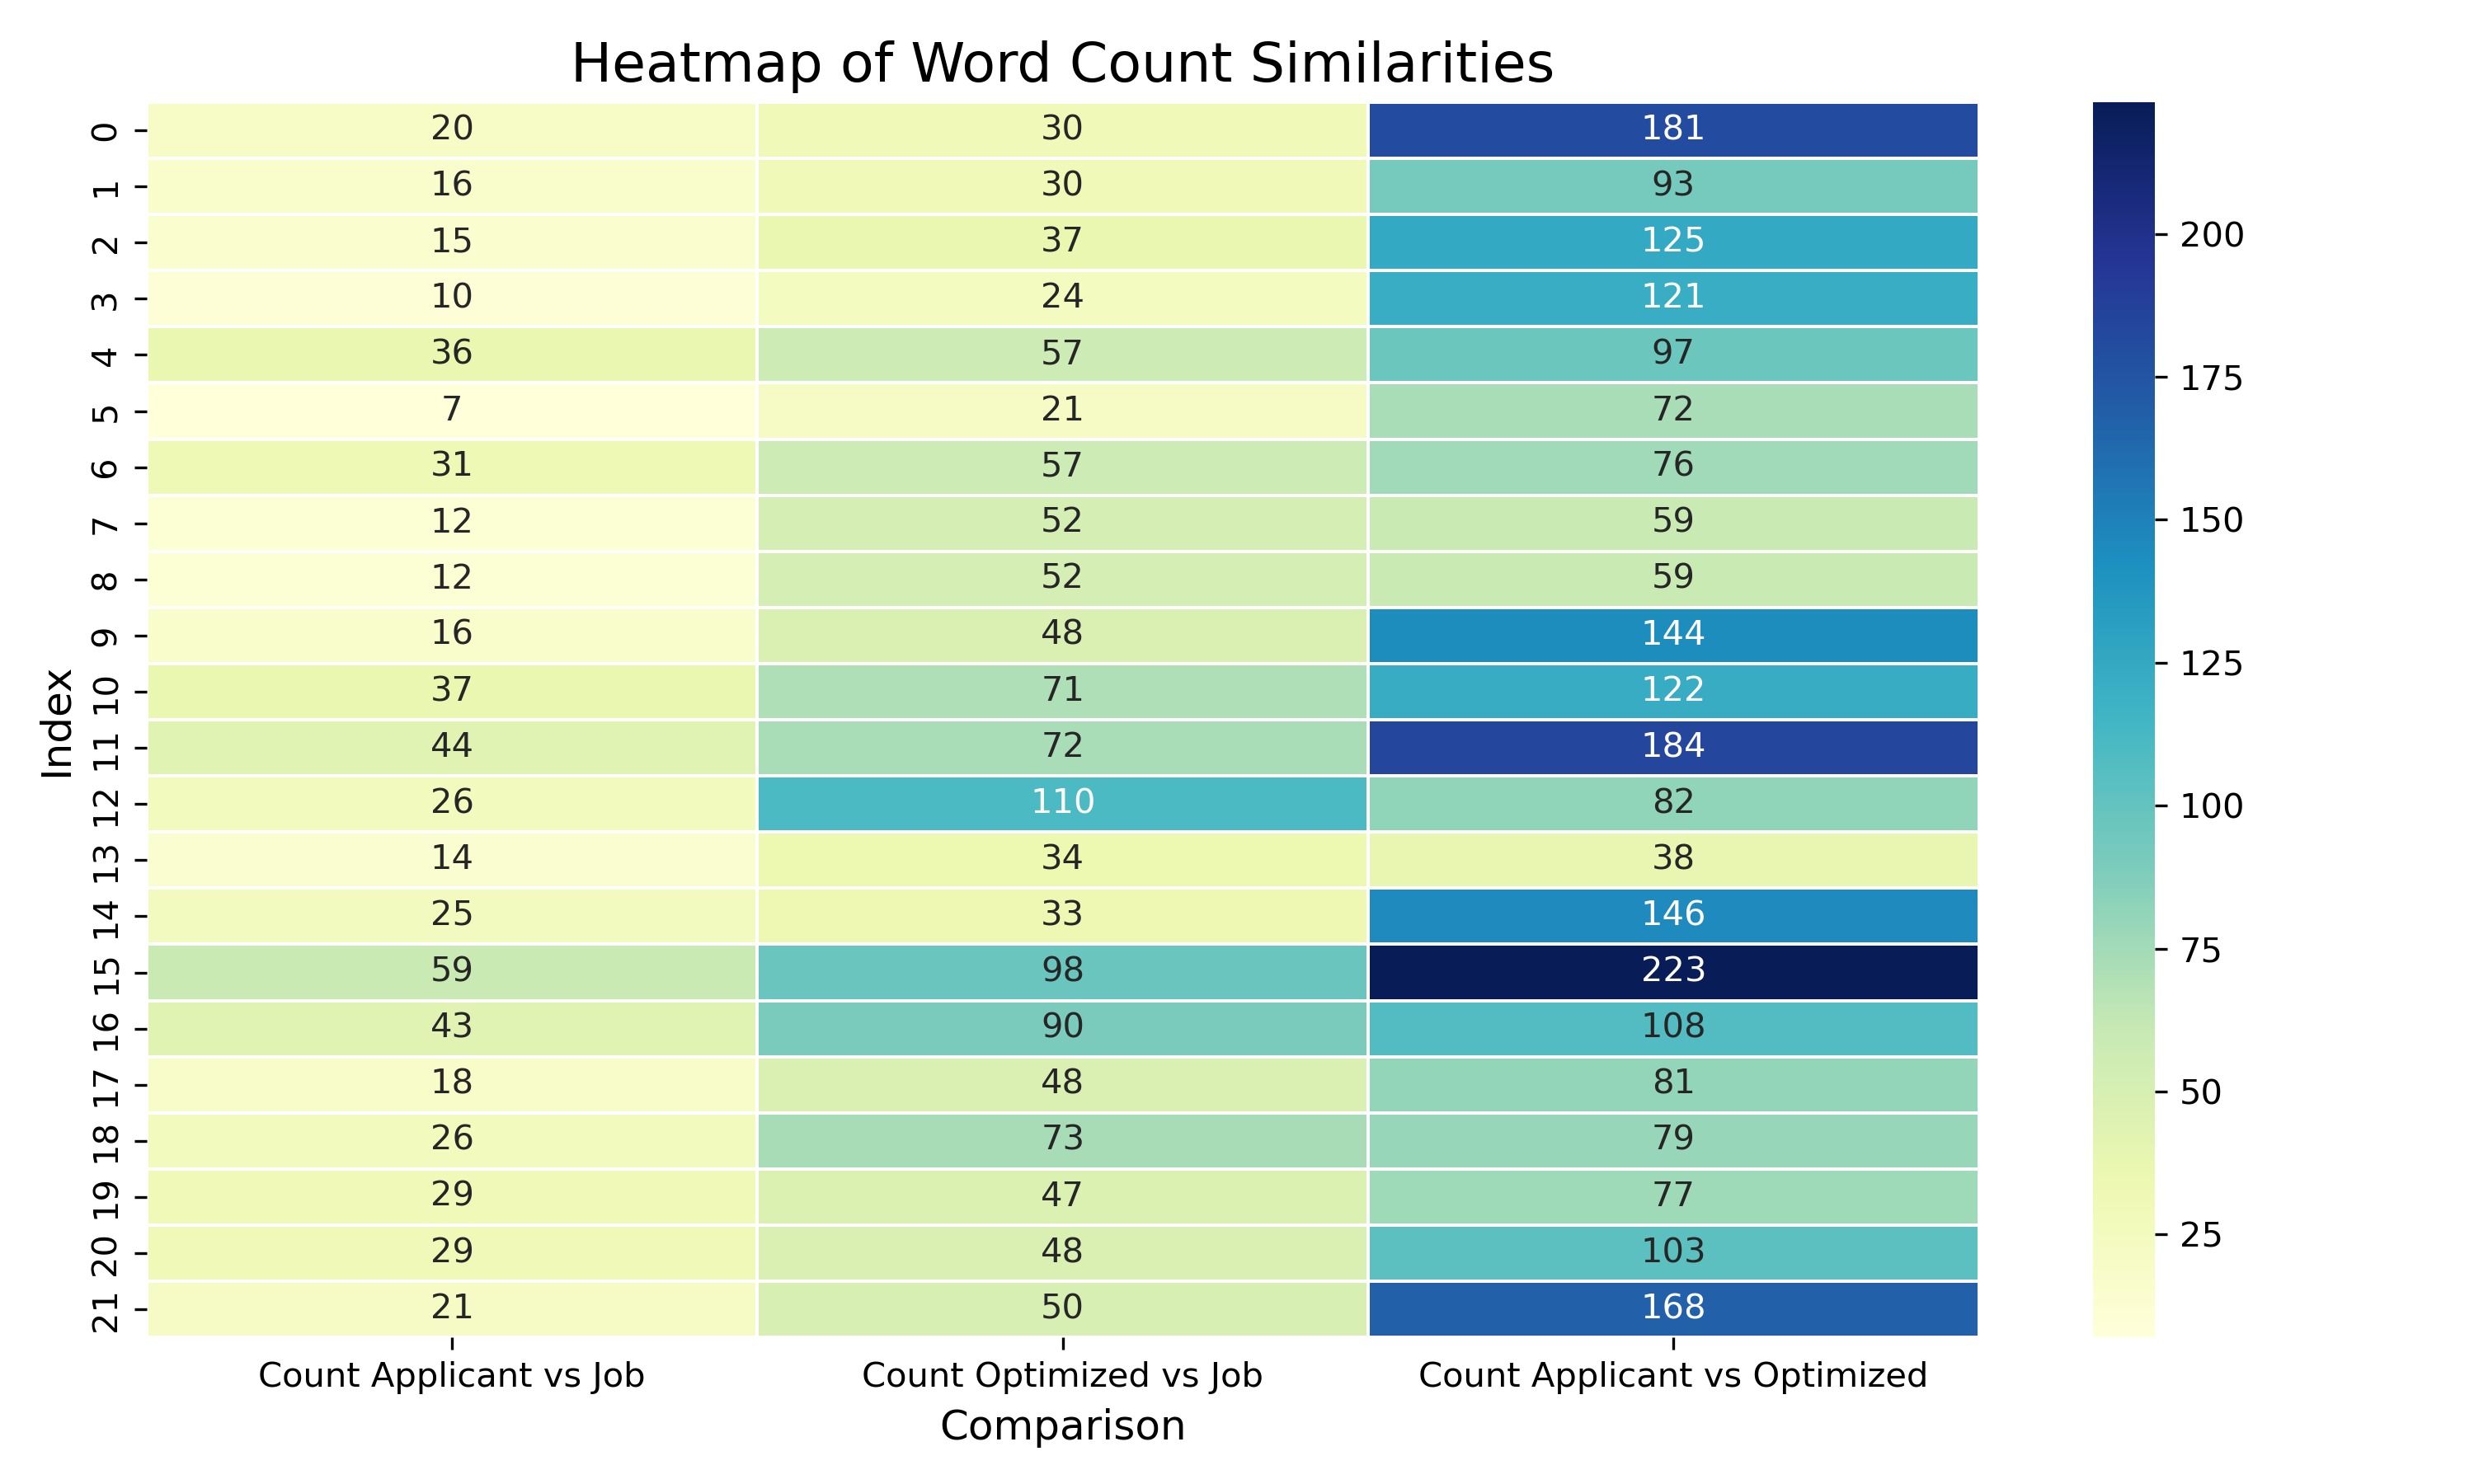 Heatmap of Word Count Similarities
0 20 30 181
1 16 30 93
2 15 37 125
3 10 24 121
4 36 57 97
5 7 21 72
6 31 57 76
7 12 52 59
8 12 52 59
9 16 48 144
10 37 71 122
11 44 72 184
12 26 110 82
13 14 34 38
14 25 33 146
15 59 98 223
16 43 90 108
17 18 48 81
18 26 73 79
19 29 47 77
20 29 48 103
21 21 50 168
Index
Count Applicant vs Job Count Optimized vs Job Count Applicant vs Optimized
Comparison
200
175
150
125
100
75
50
25